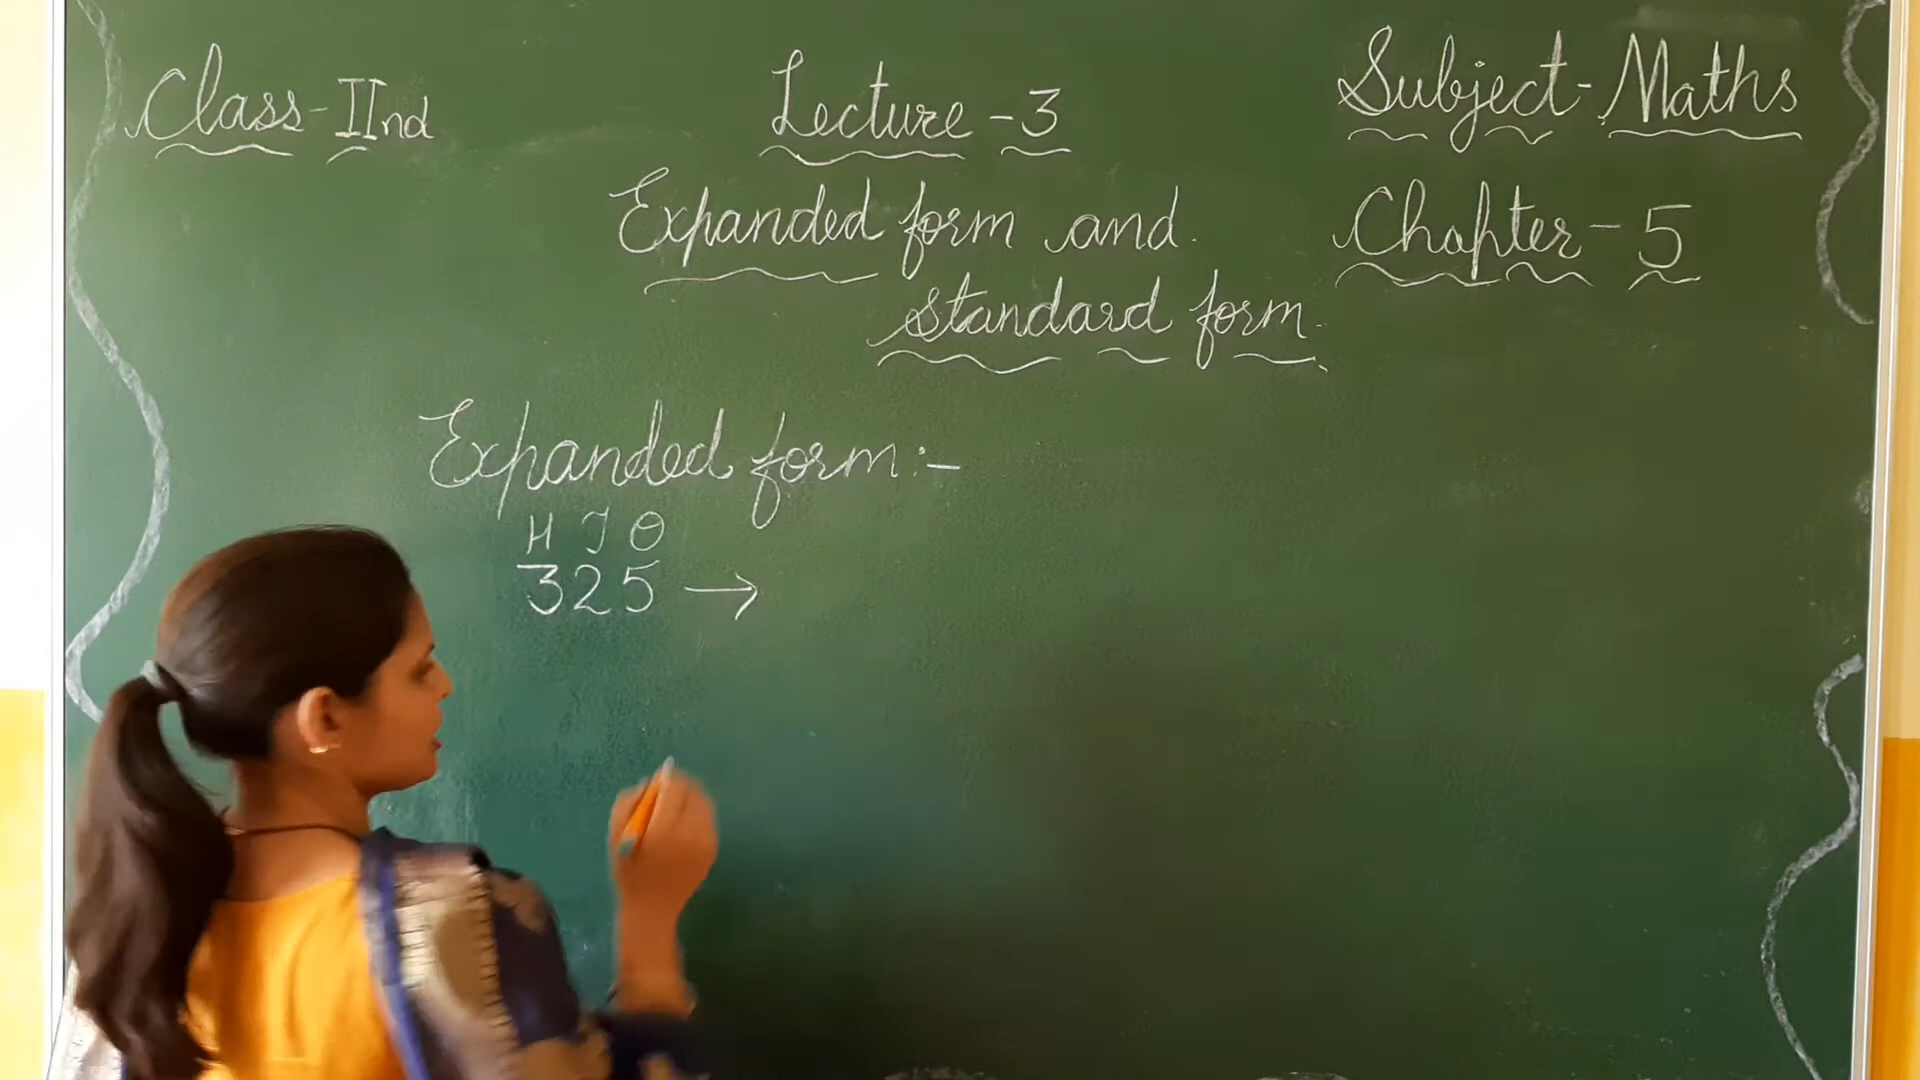 Class-IInd
Lecture-3
Subject-Maths
Expanded form and
Chapter-5
standard form.
Expanded form:-
H T O
325 →